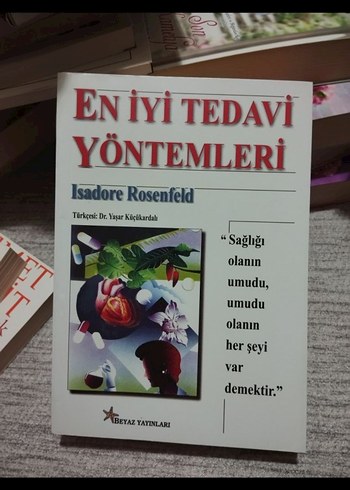 EN İYİ TEDAVİ
YÖNTEMLERİ
Isadore Rosenfeld
Türkçesi: Dr. Yaşar Küçükardalı
“ Sağlığı
olanın
umudu,
umudu
olanın
her şeyi
var
demektir.”
BEYAZ YAYINLARI